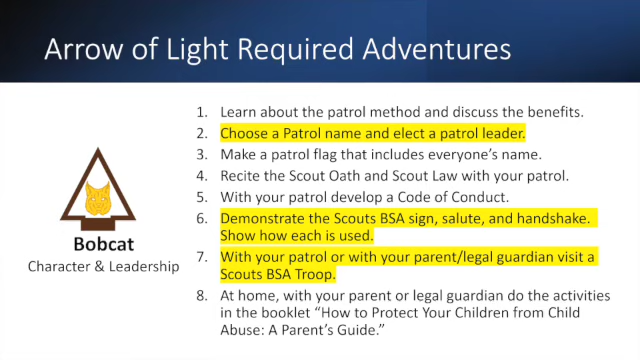 Arrow of Light Required Adventures
Bobcat
Character & Leadership
1. Learn about the patrol method and discuss the benefits.
2. Choose a Patrol name and elect a patrol leader.
3. Make a patrol flag that includes everyone's name.
4. Recite the Scout Oath and Scout Law with your patrol.
5. With your patrol develop a Code of Conduct.
6. Demonstrate the Scouts BSA sign, salute, and handshake.
Show how each is used.
7. With your patrol or with your parent/legal guardian visit a
Scouts BSA Troop.
8. At home, with your parent or legal guardian do the activities
in the booklet “How to Protect Your Children from Child
Abuse: A Parent's Guide.”